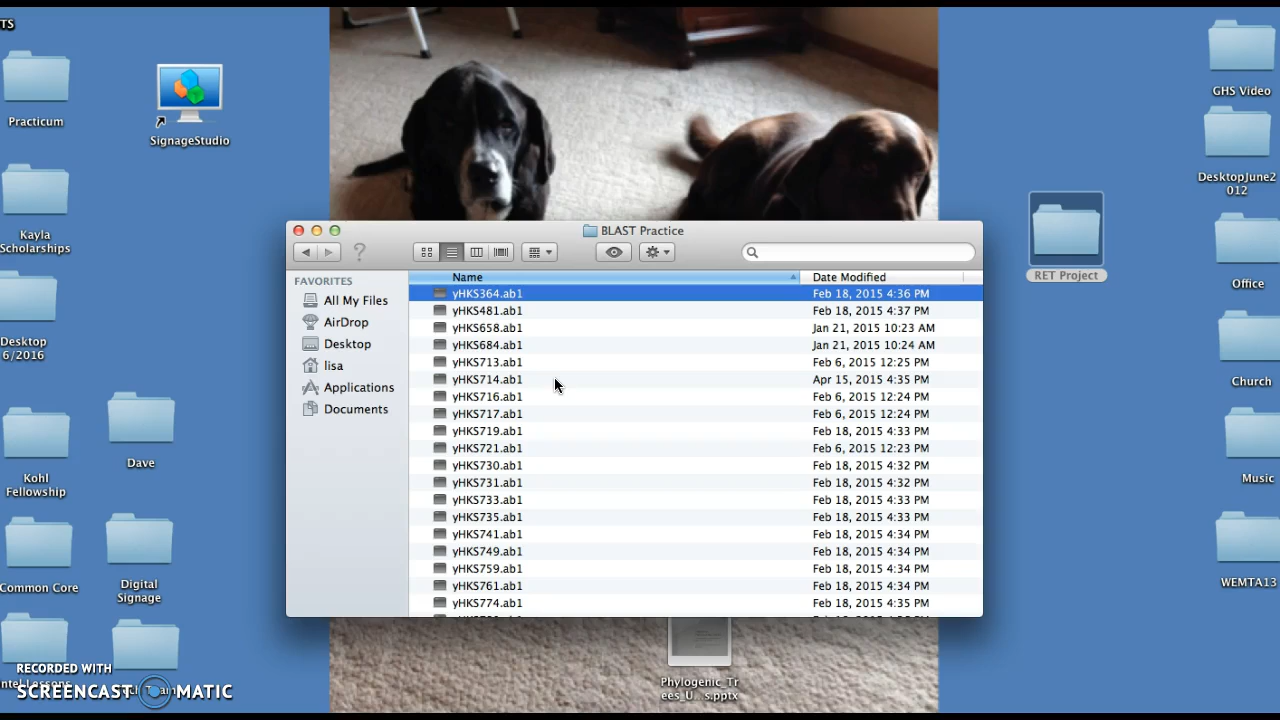 TS
Practicum
Kayla
Scholarships
Desktop
6/2016
Kohl
Fellowship
Common Core
SignageStudio
Dave
Digital
Signage
RECORDED WITH
SCREENCAST MATIC
BLAST Practice
FAVORITES
All My Files
AirDrop
Desktop
lisa
Applications
Documents
Name Date Modified
yHKS364.ab1 Feb 18, 2015 4:36 PM
yHKS481.ab1 Feb 18, 2015 4:37 PM
yHKS658.ab1 Jan 21, 2015 10:23 AM
yHKS684.ab1 Jan 21, 2015 10:24 AM
yHKS713.ab1 Feb 6, 2015 12:25 PM
yHKS714.ab1 Apr 15, 2015 4:35 PM
yHKS716.ab1 Feb 6, 2015 12:24 PM
yHKS717.ab1 Feb 6, 2015 12:24 PM
yHKS719.ab1 Feb 18, 2015 4:33 PM
yHKS721.ab1 Feb 6, 2015 12:23 PM
yHKS730.ab1 Feb 18, 2015 4:32 PM
yHKS731.ab1 Feb 18, 2015 4:32 PM
yHKS733.ab1 Feb 18, 2015 4:33 PM
yHKS735.ab1 Feb 18, 2015 4:33 PM
yHKS741.ab1 Feb 18, 2015 4:34 PM
yHKS749.ab1 Feb 18, 2015 4:34 PM
yHKS759.ab1 Feb 18, 2015 4:34 PM
yHKS761.ab1 Feb 18, 2015 4:34 PM
yHKS774.ab1 Feb 18, 2015 4:35 PM
Phylogenic_Tr
ees_U...s.pptx
RET Project
GHS Video
DesktopJune2
012
Office
Church
Music
WEMTA13